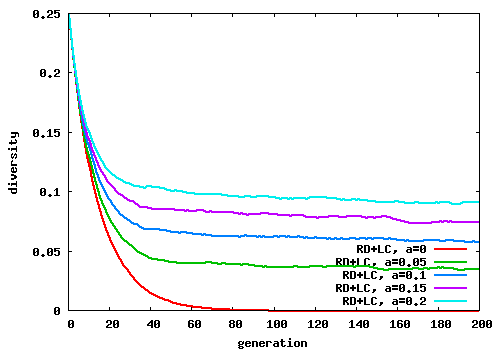 0.25
0.2
0.15
0.1
0.05
0
diversity
RD+LC, a=0
RD+LC, a=0.05
RD+LC, a=0.1
RD+LC, a=0.15
RD+LC, a=0.2
0 20 40 60 80 100 120 140 160 180 200
generation